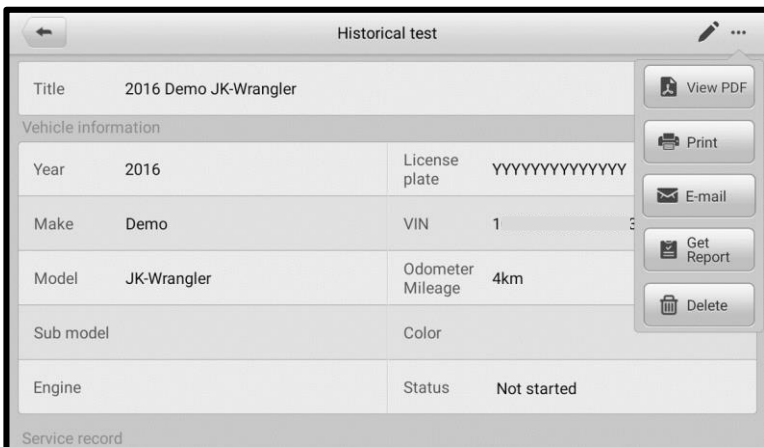 Historical test
Title 2016 Demo JK-Wrangler
View PDF
Vehicle information
Print
Year 2016 License plate YYYYYYYYYYYYYY
E-mail
Make Demo VIN 1 3
Get Report
Model JK-Wrangler Odometer Mileage 4km
Delete
Sub model Color
Engine Status Not started
Service record